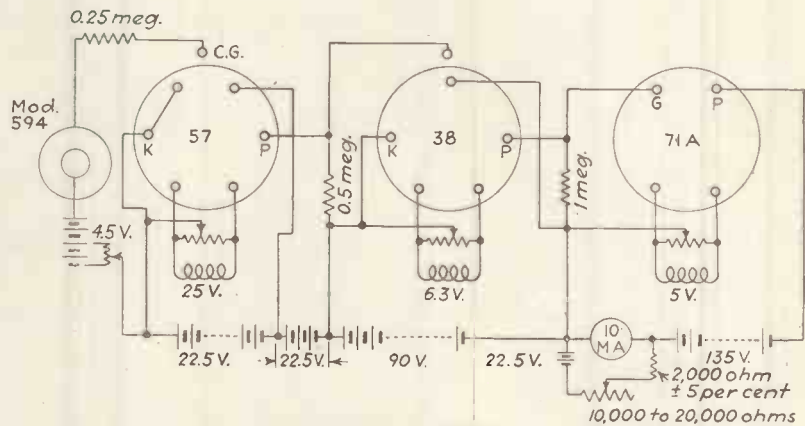 0.25 meg.
C.G.
Mod.
594
K
57
P
K
38
P
G
P
71A
0.5 meg.
1 meg.
4.5 V.
25 V.
6.3 V.
5 V.
22.5 V.
22.5 V.
90 V.
22.5 V.
10
MA
135 V.
2,000 ohm
± 5 per cent
10,000 to 20,000 ohms